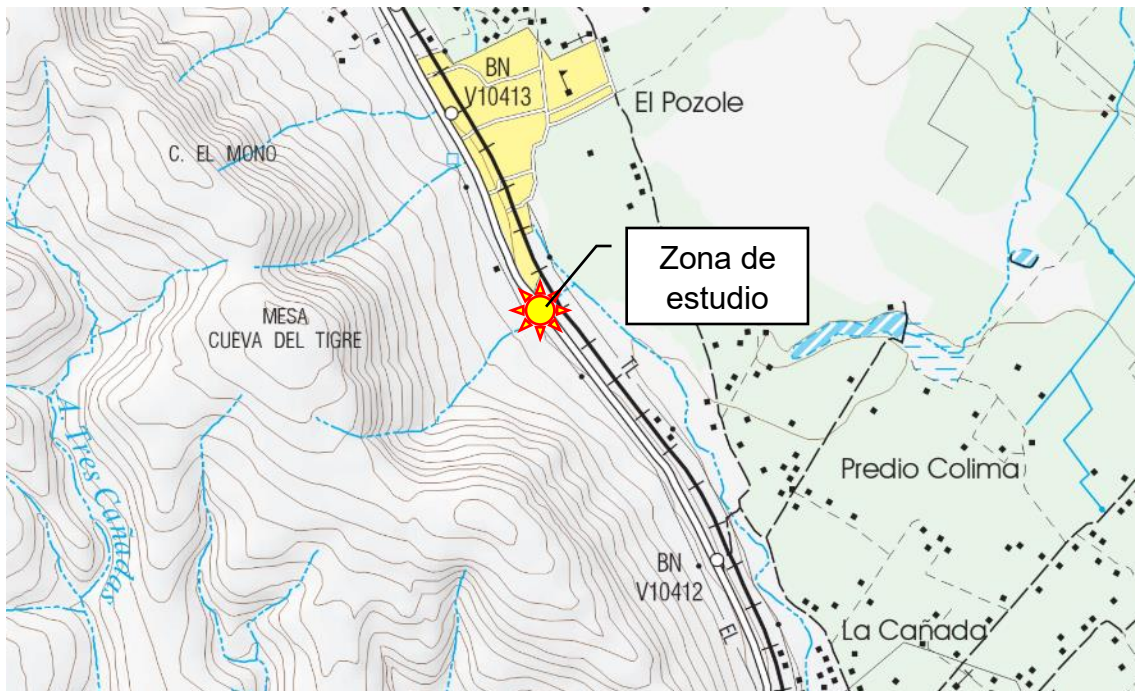 BN
V10413
El Pozole
C. EL MONO
Zona de
estudio
MESA
CUEVA DEL TIGRE
TL
A. Tres Cañadas
Predio Colima
BN
V10412
EL
La Cañada